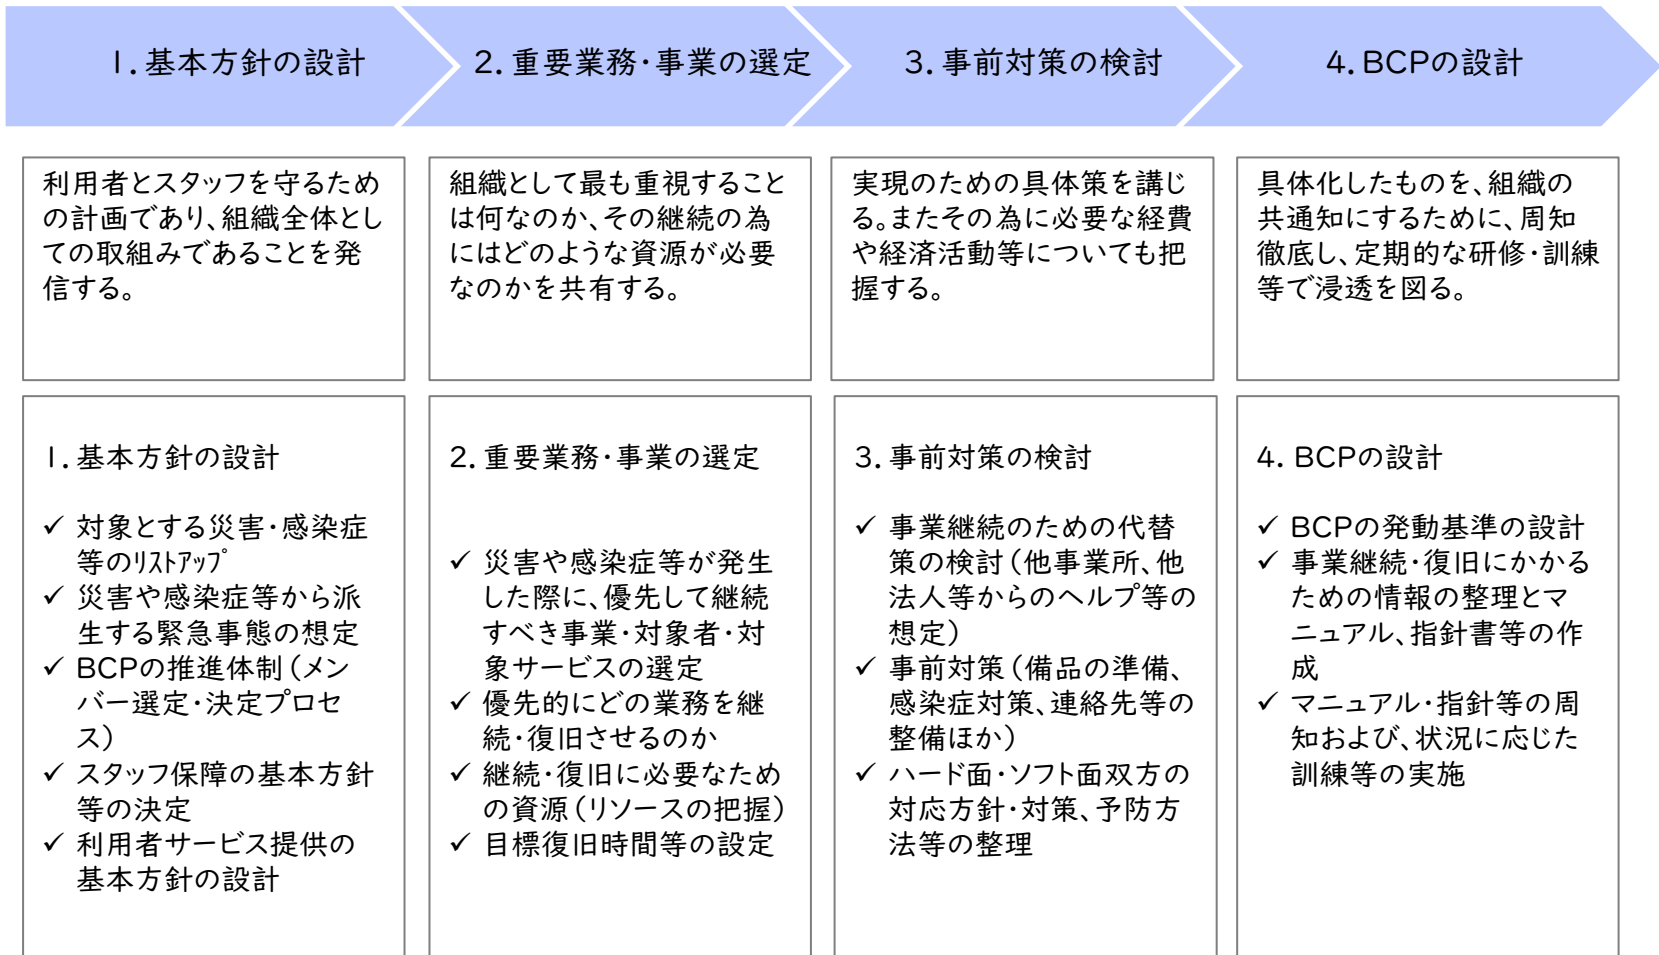 1.基本方針の設計
2.重要業務・事業の選定
3.事前対策の検討
4.BCPの設計
利用者とスタッフを守るため
の計画であり、組織全体とし
ての取組みであることを発
信する。
組織として最も重視すること
は何なのか、その継続の為
にはどのような資源が必要
なのかを共有する。
実現のための具体策を講じ
る。またその為に必要な経費
や経済活動等についても把
握する。
具体化したものを、組織の
共通知にするために、周知
徹底し、定期的な研修・訓練
等で浸透を図る。
1.基本方針の設計
✓ 対象とする災害・感染症
等のリストアップ
✓ 災害や感染症等から派
生する緊急事態の想定
✓ BCPの推進体制(メン
バー選定・決定プロセ
ス)
✓ スタッフ保障の基本方針
等の決定
✓ 利用者サービス提供の
基本方針の設計
2.重要業務・事業の選定
✓ 災害や感染症等が発生
した際に、優先して継続
すべき事業・対象者・対
象サービスの選定
✓ 優先的にどの業務を継
続・復旧させるのか
✓ 継続・復旧に必要なため
の資源(リソースの把握)
✓ 目標復旧時間等の設定
3.事前対策の検討
✓ 事業継続のための代替
策の検討(他事業所、他
法人等からのヘルプ等の
想定)
✓ 事前対策(備品の準備、
感染症対策、連絡先等の
整備ほか)
✓ ハード面・ソフト面双方の
対応方針・対策、予防方
法等の整理
4.BCPの設計
✓ BCPの発動基準の設計
✓ 事業継続・復旧にかかる
ための情報の整理とマ
ニュアル、指針書等の作
成
✓ マニュアル・指針等の周
知および、状況に応じた
訓練等の実施